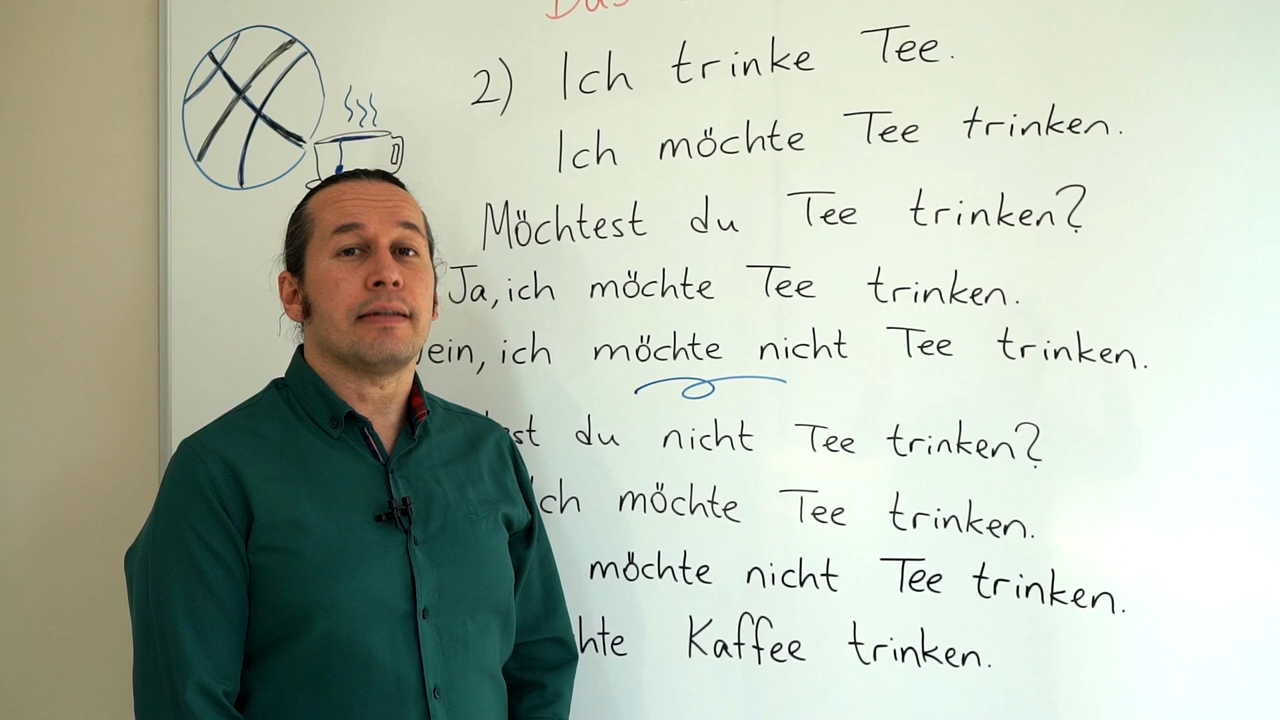 Das
2) Ich trinke Tee.
Ich möchte Tee trinken.
Möchtest du Tee trinken?
Ja, ich möchte Tee trinken.
ein, ich möchte nicht Tee trinken.
st du nicht Tee trinken?
ch möchte Tee trinken.
möchte nicht Tee trinken.
hte Kaffee trinken.